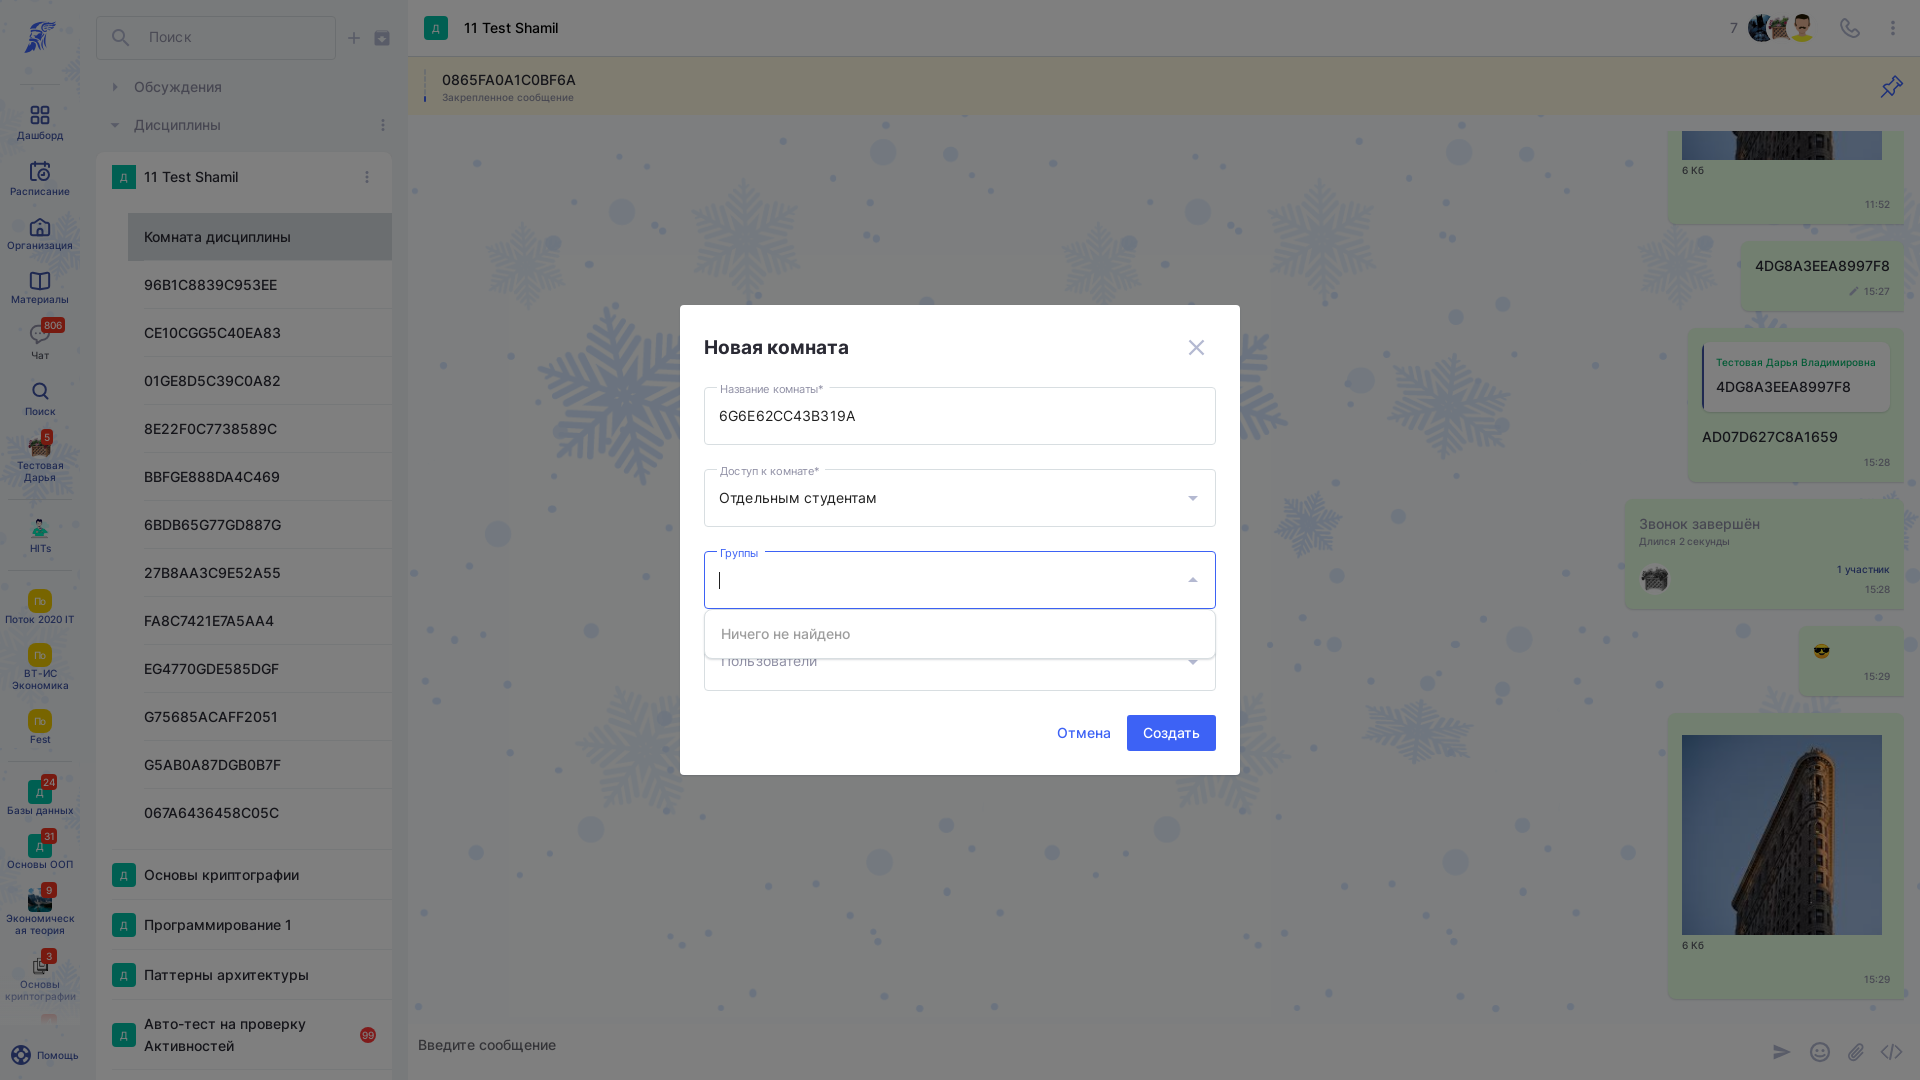 Дашборд
Расписание
Организация
Материалы
806
Чат
Поиск
5
Тестовая
Дарья
HITs
По
Поток 2020 IT
По
ВТ-ИС
Экономика
По
Fest
24
Д
Базы данных
31
Д
Основы ООП
9
Экономическ
ая теория
3
Основы
криптографии
Помощь
Поиск
Обсуждения
Дисциплины
Д
11 Test Shamil
Комната дисциплины
96B1C8839C953EE
CE10CGG5C40EA83
01GE8D5C39C0A82
8E22F0C7738589C
BBFGE888DA4C469
6BDB65G77GD887G
27B8AA3C9E52A55
FA8C7421E7A5AA4
EG4770GDE585DGF
G75685ACAFF2051
G5AB0A87DGB0B7F
067A6436458C05C
Д
Основы криптографии
Д
Программирование 1
Д
Паттерны архитектуры
Д
Авто-тест на проверку
Активностей
99
Д
11 Test Shamil
7
0865FA0A1C0BF6A
Закрепленное сообщение
6 Кб
11:52
4DG8A3EEA8997F8
15:27
Тестовая Дарья Владимировна
4DG8A3EEA8997F8
AD07D627C8A1659
15:28
Звонок завершён
Длился 2 секунды
1 участник
15:28
15:29
6 Кб
15:29
Введите сообщение
Новая комната
Название комнаты*
6G6E62CC43B319A
Доступ к комнате*
Отдельным студентам
Группы
Ничего не найдено
Пользователи
Отмена
Создать